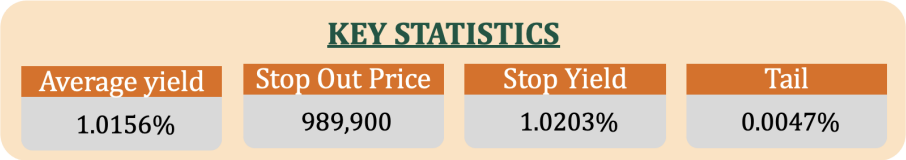 KEY STATISTICS
Average yield
Stop Out Price
Stop Yield
Tail
1.0156%
989,900
1.0203%
0.0047%